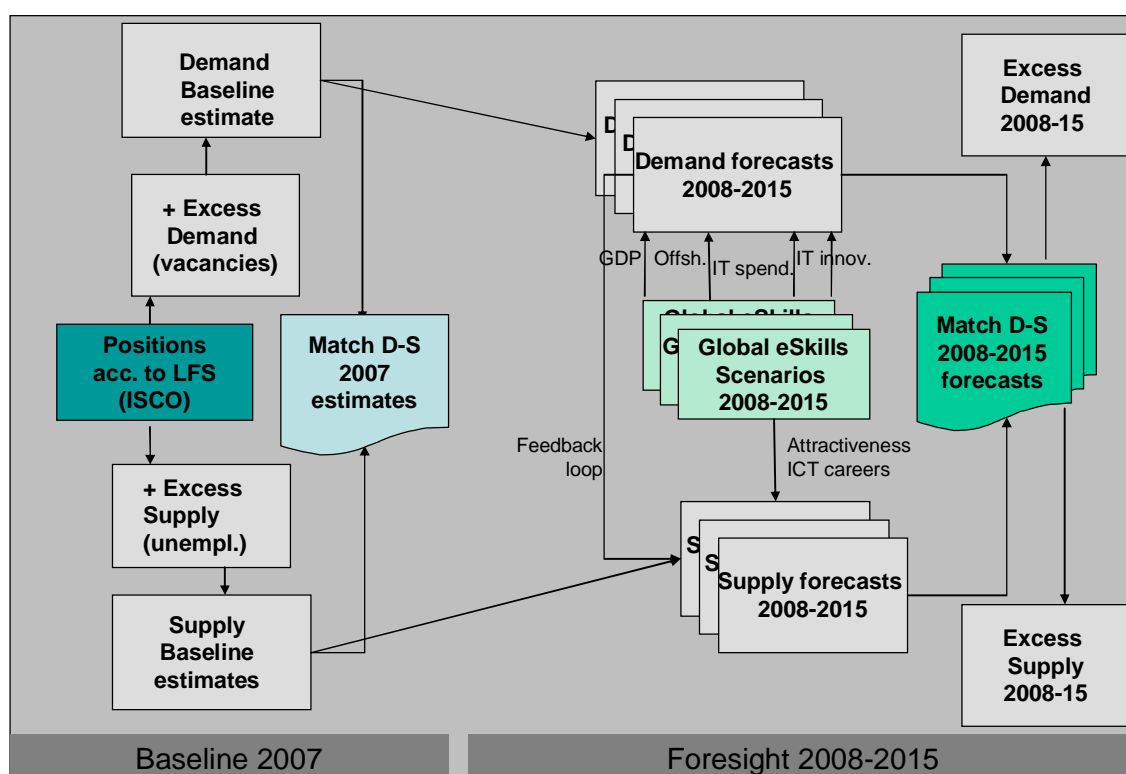 Demand
Baseline
estimate
+ Excess
Demand
(vacancies)
Positions
acc. to LFS
(ISCO)
+ Excess
Supply
(unempl.)
Supply
Baseline
estimates
Match D-S
2007
estimates
D
D
Demand forecasts
2008-2015
GDP
Offsh.
IT spend.
IT innov.
Global eSkills
G
Global eSkills
Scenarios
2008-2015
Feedback
loop
Attractiveness
ICT careers
S
S
Supply forecasts
2008-2015
Excess
Demand
2008-15
Match D-S
2008-2015
forecasts
Excess
Supply
2008-15
Baseline 2007
Foresight 2008-2015